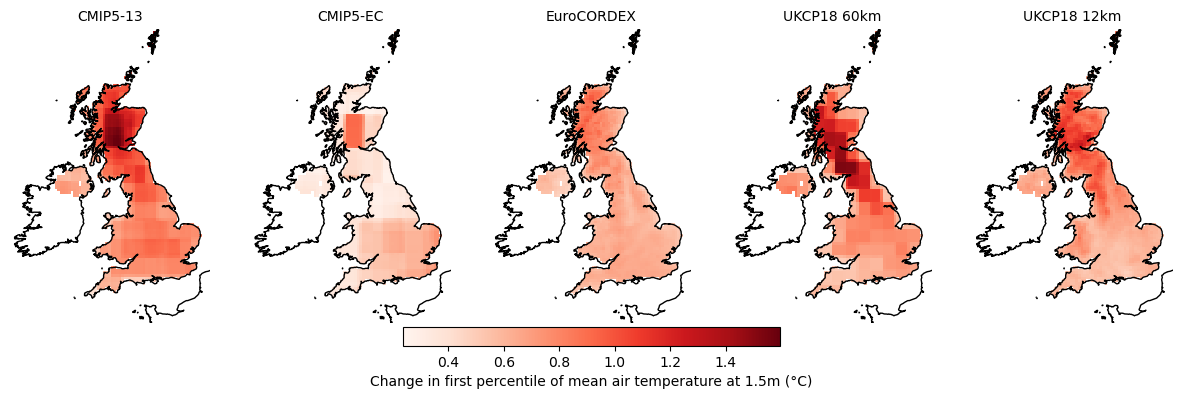 CMIP5-13
CMIP5-EC
EuroCORDEX
UKCP18 60km
UKCP18 12km
0.4 0.6 0.8 1.0 1.2 1.4
Change in first percentile of mean air temperature at 1.5m (°C)